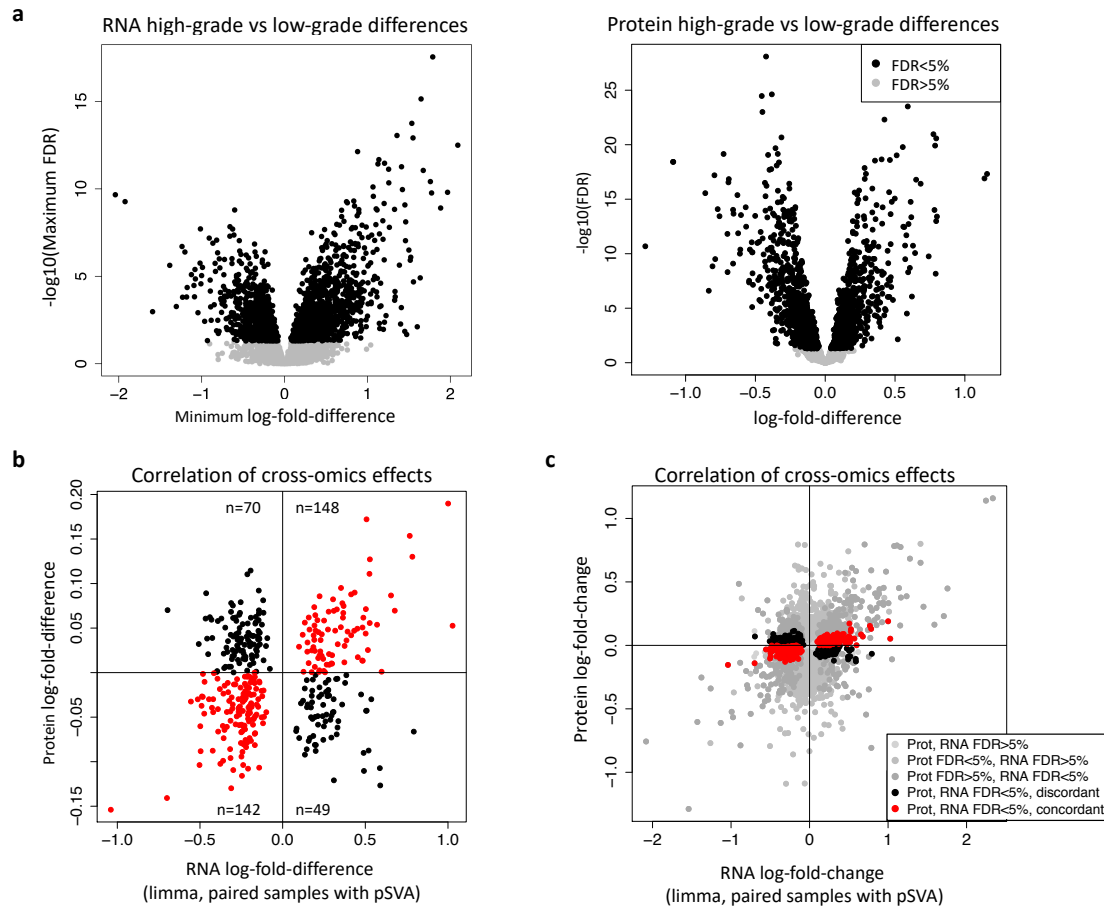 a
RNA high-grade vs low-grade differences
-log10(Maximum FDR)
15
10
5
0
−2
−1
0
1
2
Minimum log-fold-difference
Protein high-grade vs low-grade differences
FDR<5%
FDR>5%
-log10(FDR)
25
20
15
10
5
0
−1.0
−0.5
0.0
0.5
1.0
log-fold-difference
b
Correlation of cross-omics effects
n=70
n=148
n=142
n=49
Protein log-fold-difference
0.20
0.15
0.10
0.05
−0.05
−0.15
−1.0
−0.5
0.0
0.5
1.0
RNA log-fold-difference
(limma, paired samples with pSVA)
c
Correlation of cross-omics effects
Protein log-fold-change
1.0
0.5
0.0
−0.5
−1.0
Prot, RNA FDR>5%
Prot FDR<5%, RNA FDR>5%
Prot FDR>5%, RNA FDR<5%
Prot, RNA FDR<5%, discordant
Prot, RNA FDR<5%, concordant
−2
−1
0
1
2
RNA log-fold-change
(limma, paired samples with pSVA)